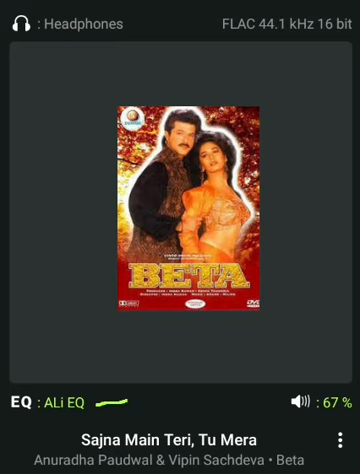 : Headphones FLAC 44.1 kHz 16 bit
BETA
DVD
EQ : ALi EQ : 67 %
Sajna Main Teri, Tu Mera
Anuradha Paudwal & Vipin Sachdeva • Beta